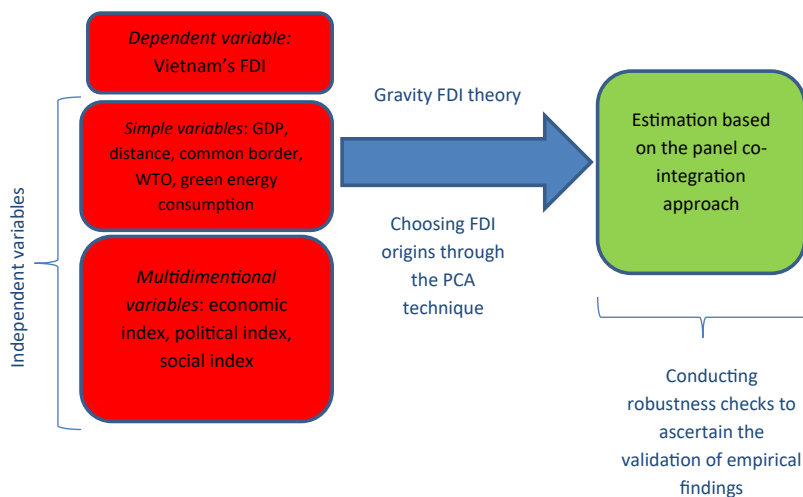 Dependent variable:
Vietnam's FDI
Simple variables: GDP,
distance, common border,
WTO, green energy
consumption
Multidimentional
variables: economic
index, political index,
social index
Independent variables
Gravity FDI theory
Choosing FDI
origins through
the PCA
technique
Estimation based
on the panel co-
integration
approach
Conducting
robustness checks to
ascertain the
validation of empirical
findings